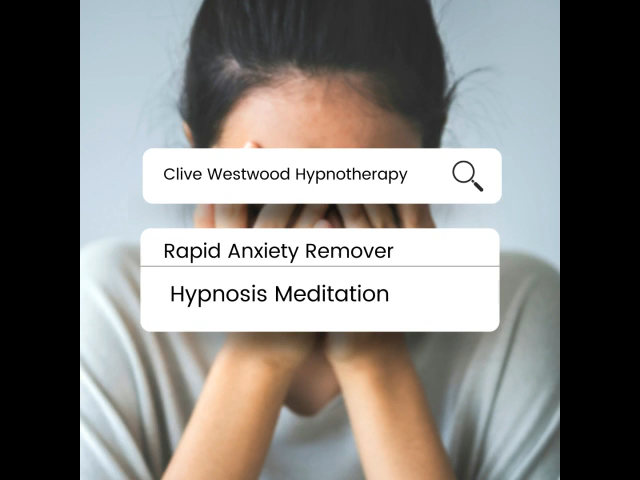 Clive Westwood Hypnotherapy
Rapid Anxiety Remover
Hypnosis Meditation